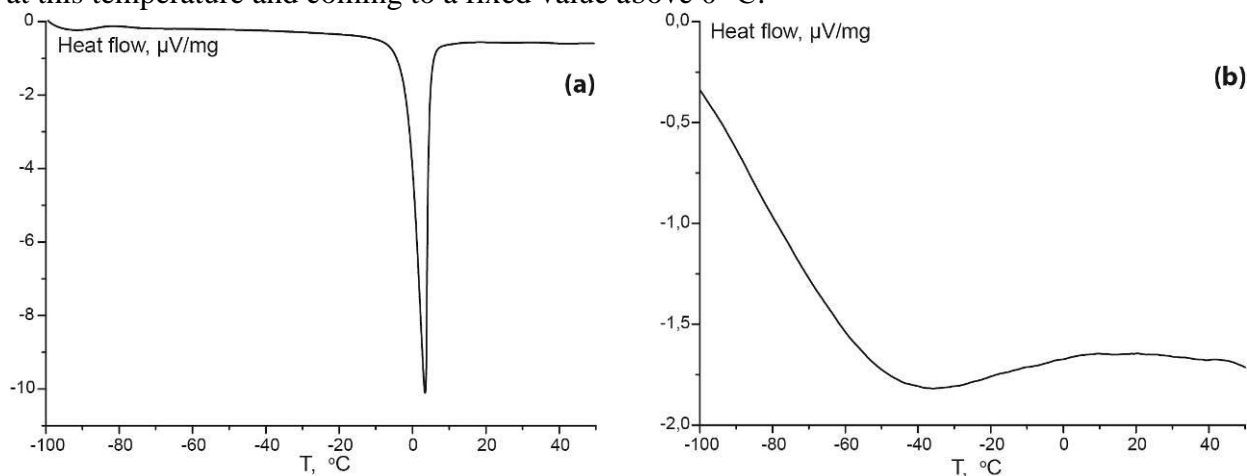 at this temperature and coming to a fixed value above 0 °C.
0
Heat flow, µV/mg
(a)
-2
-4
-6
-8
-10
-100 -80 -60 -40 -20 0 20 40
T, °C
0,0
Heat flow, µV/mg
(b)
-0,5
-1,0
-1,5
-2,0
-100 -80 -60 -40 -20 0 20 40
T, °C